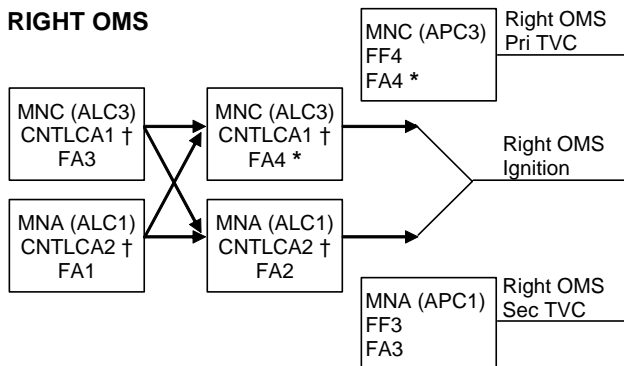 RIGHT OMS
MNC (APC3)
FF4
FA4 *
Right OMS
Pri TVC
MNC (ALC3)
CNTLCA1 †
FA3
MNC (ALC3)
CNTLCA1 †
FA4 *
Right OMS
Ignition
MNA (ALC1)
CNTLCA2 †
FA1
MNA (ALC1)
CNTLCA2 †
FA2
MNA (APC1)
FF3
FA3
Right OMS
Sec TVC